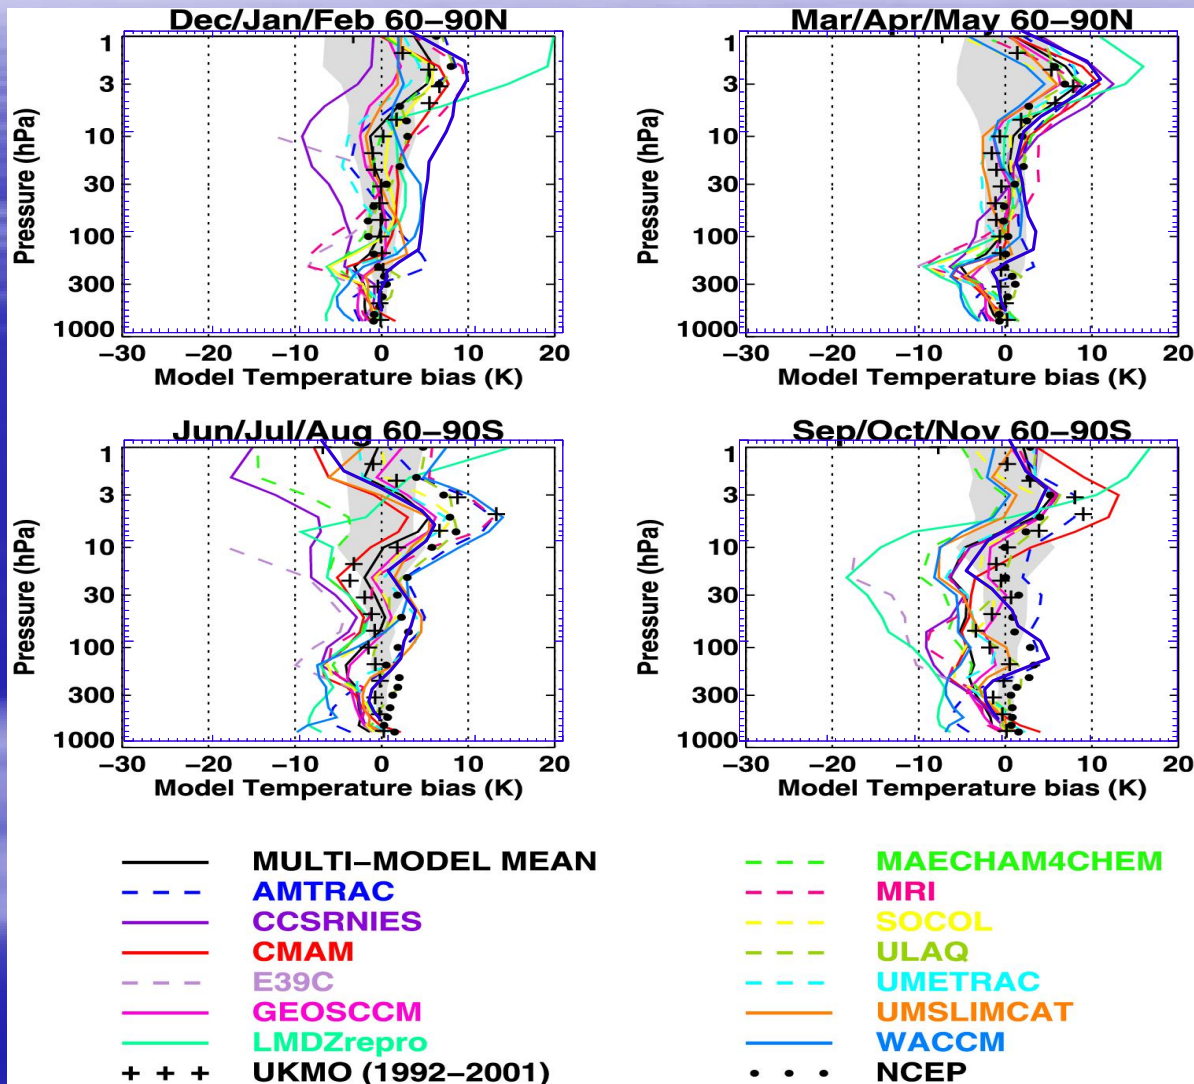 Dec/Jan/Feb 60−90N
Pressure (hPa)
1
3
10
30
100
300
1000
−30 −20 −10 0 10 20
Model Temperature bias (K)
Mar/Apr/May 60−90N
Pressure (hPa)
1
3
10
30
100
300
1000
−30 −20 −10 0 10 20
Model Temperature bias (K)
Jun/Jul/Aug 60−90S
Pressure (hPa)
1
3
10
30
100
300
1000
−30 −20 −10 0 10 20
Model Temperature bias (K)
Sep/Oct/Nov 60−90S
Pressure (hPa)
1
3
10
30
100
300
1000
−30 −20 −10 0 10 20
Model Temperature bias (K)
MULTI−MODEL MEAN
AMTRAC
CCSRNIES
CMAM
E39C
GEOSCCM
LMDZrepro
UKMO (1992−2001)
MAECHAM4CHEM
MRI
SOCOL
ULAQ
UMETRAC
UMSLIMCAT
WACCM
NCEP